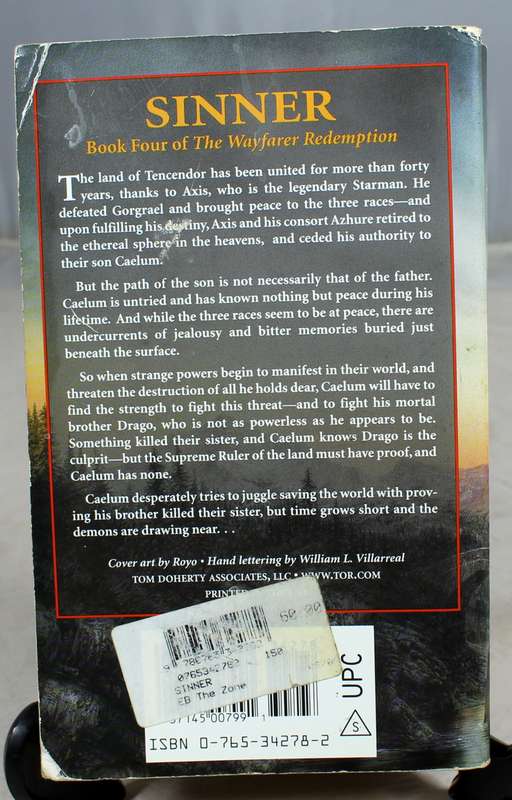 SINNER
Book Four of The Wayfarer Redemption
The land of Tencendor has been united for more than forty
years, thanks to Axis, who is the legendary Starman. He
defeated Gorgrael and brought peace to the three races—and
upon fulfilling his destiny, Axis and his consort Azhure retired to
the ethereal sphere in the heavens, and ceded his authority to
their son Caelum.
But the path of the son is not necessarily that of the father.
Caelum is untried and has known nothing but peace during his
lifetime. And while the three races seem to be at peace, there are
undercurrents of jealousy and bitter memories buried just
beneath the surface.
So when strange powers begin to manifest in their world, and
threaten the destruction of all he holds dear, Caelum will have to
find the strength to fight this threat—and to fight his mortal
brother Drago, who is not as powerless as he appears to be.
Something killed their sister, and Caelum knows Drago is the
culprit—but the Supreme Ruler of the land must have proof, and
Caelum has none.
Caelum desperately tries to juggle saving the world with prov-
ing his brother killed their sister, but time grows short and the
demons are drawing near. . .
Cover art by Royo • Hand lettering by William L. Villarreal
TOM DOHERTY ASSOCIATES, LLC • WWW.TOR.COM
60.00
150
SINNER
EB The Zone
00799
UPC
S
ISBN 0-765-34278-2